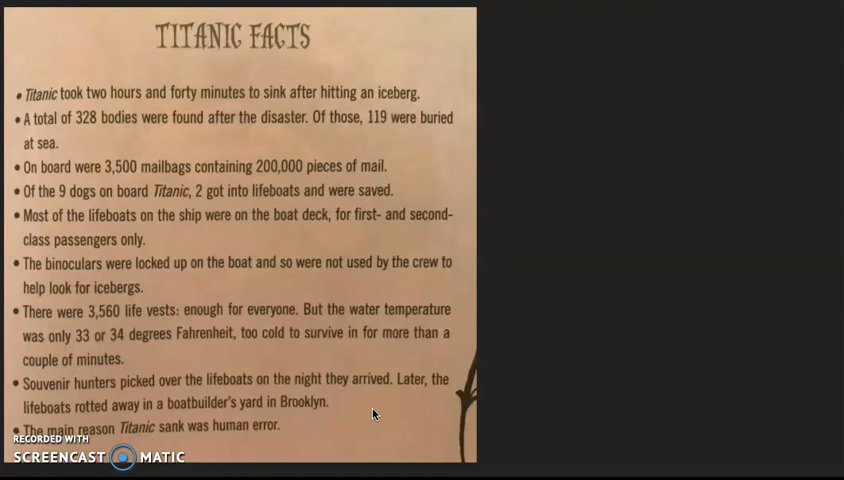 TITANIC FACTS
• Titanic took two hours and forty minutes to sink after hitting an iceberg.
• A total of 328 bodies were found after the disaster. Of those, 119 were buried
at sea.
• On board were 3,500 mailbags containing 200,000 pieces of mail.
• Of the 9 dogs on board Titanic, 2 got into lifeboats and were saved.
• Most of the lifeboats on the ship were on the boat deck, for first- and second-
class passengers only.
• The binoculars were locked up on the boat and so were not used by the crew to
help look for icebergs.
• There were 3,560 life vests: enough for everyone. But the water temperature
was only 33 or 34 degrees Fahrenheit, too cold to survive in for more than a
couple of minutes.
• Souvenir hunters picked over the lifeboats on the night they arrived. Later, the
lifeboats rotted away in a boatbuilder's yard in Brooklyn.
• The main reason Titanic sank was human error.
RECORDED WITH
SCREENCAST MATIC